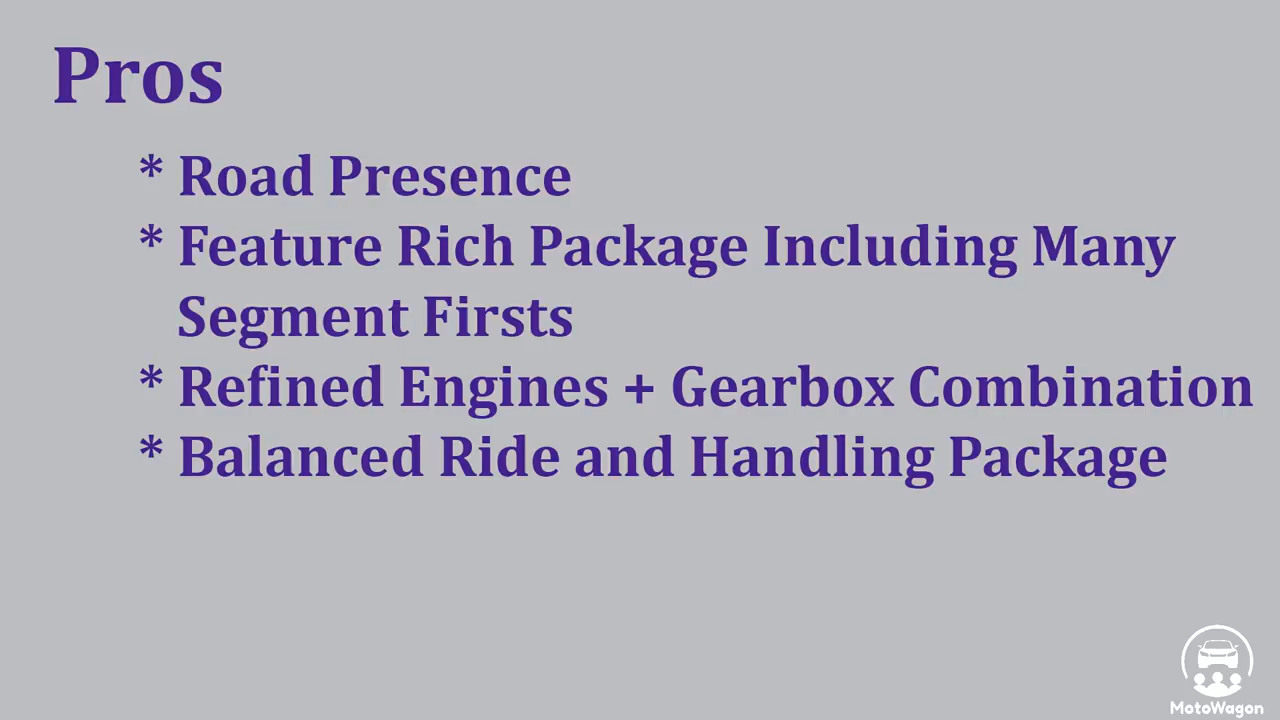 Pros
* Road Presence
* Feature Rich Package Including Many
Segment Firsts
* Refined Engines + Gearbox Combination
* Balanced Ride and Handling Package
MotoWagon